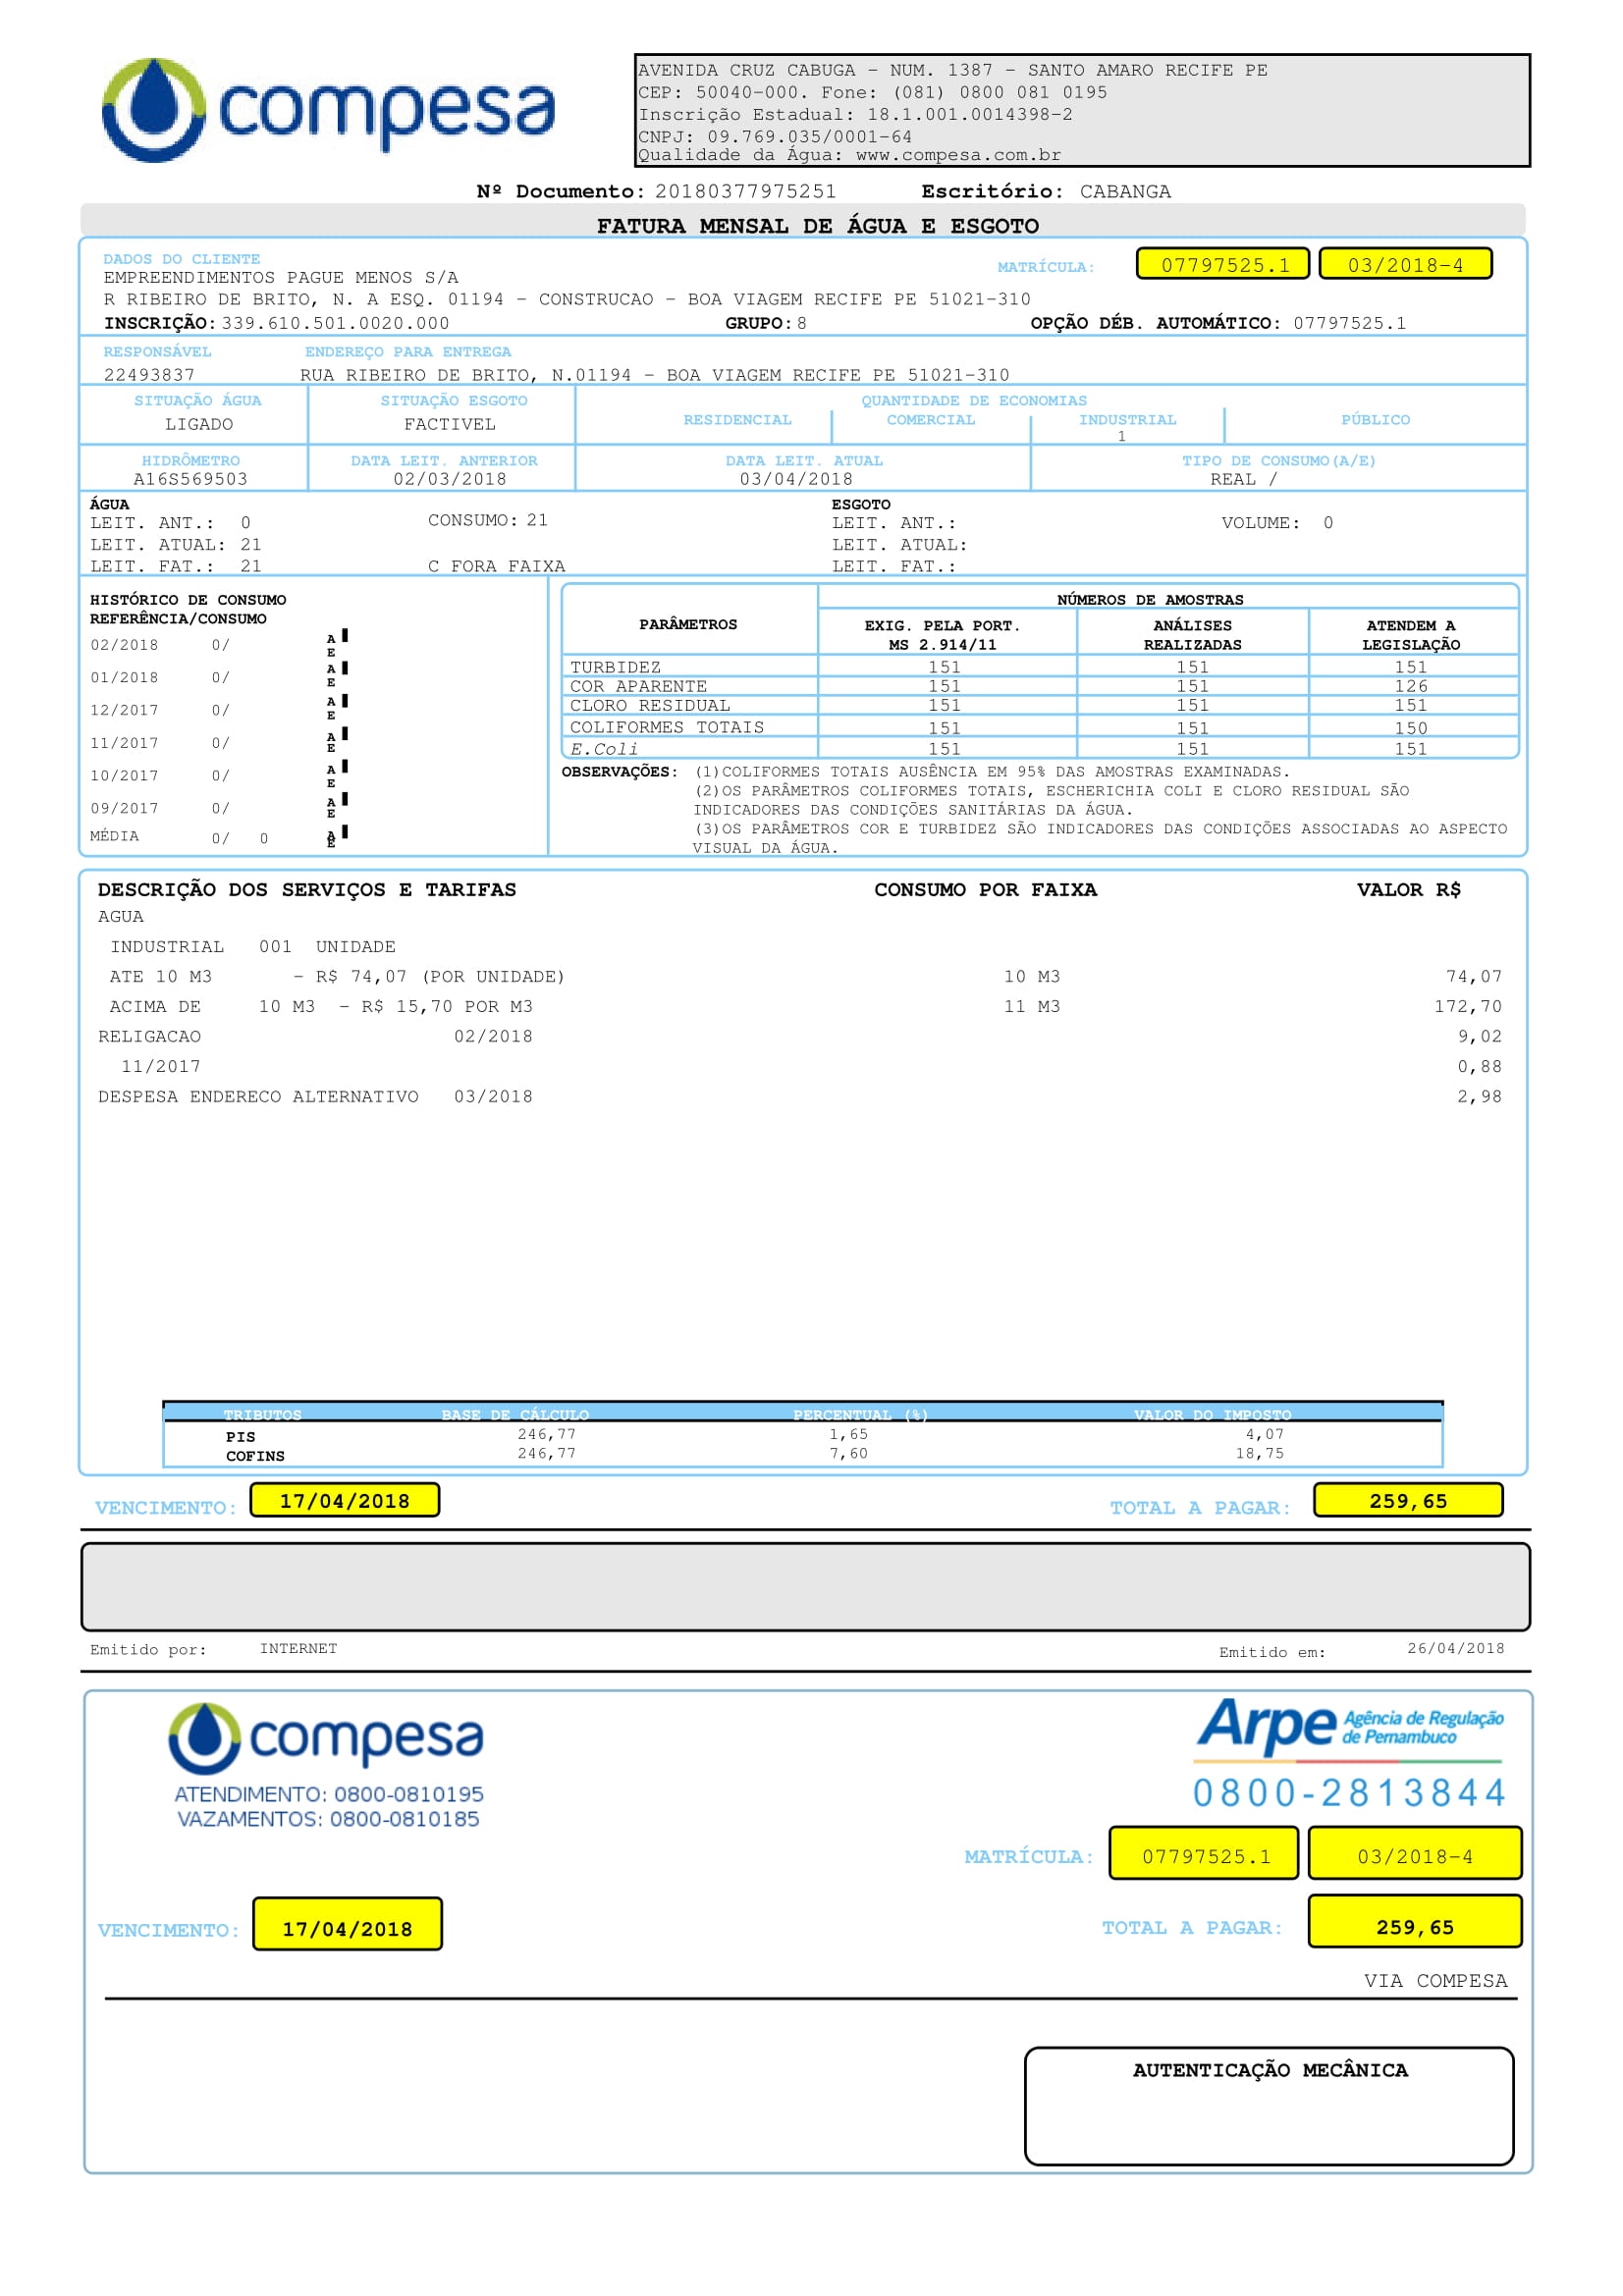 compesa
AVENIDA CRUZ CABUGA - NUM. 1387 - SANTO AMARO RECIFE PE
CEP: 50040-000. Fone: (081) 0800 081 0195
Inscrição Estadual: 18.1.001.0014398-2
CNPJ: 09.769.035/0001-64
Qualidade da Água: www.compesa.com.br
Nº Documento: 20180377975251 Escritório: CABANGA
FATURA MENSAL DE ÁGUA E ESGOTO
DADOS DO CLIENTE
EMPREENDIMENTOS PAGUE MENOS S/A
MATRÍCULA: 07797525.1 03/2018-4
R RIBEIRO DE BRITO, N. A ESQ. 01194 - CONSTRUCAO - BOA VIAGEM RECIFE PE 51021-310
INSCRIÇÃO: 339.610.501.0020.000 GRUPO: 8 OPÇÃO DÉB. AUTOMÁTICO: 07797525.1
RESPONSÁVEL ENDEREÇO PARA ENTREGA
22493837 RUA RIBEIRO DE BRITO, N.01194 - BOA VIAGEM RECIFE PE 51021-310
SITUAÇÃO ÁGUA SITUAÇÃO ESGOTO QUANTIDADE DE ECONOMIAS
LIGADO FACTIVEL RESIDENCIAL COMERCIAL INDUSTRIAL PÚBLICO
1
HIDRÔMETRO DATA LEIT. ANTERIOR DATA LEIT. ATUAL TIPO DE CONSUMO(A/E)
A16S569503 02/03/2018 03/04/2018 REAL /
ÁGUA ESGOTO
LEIT. ANT.: 0 CONSUMO: 21 LEIT. ANT.: VOLUME: 0
LEIT. ATUAL: 21 LEIT. ATUAL:
LEIT. FAT.: 21 C FORA FAIXA LEIT. FAT.:
HISTÓRICO DE CONSUMO
REFERÊNCIA/CONSUMO
02/2018 0/ A
E
01/2018 0/ A
E
12/2017 0/ A
E
11/2017 0/ A
E
10/2017 0/ A
E
09/2017 0/ A
E
MÉDIA 0/ 0 A
E
PARÂMETROS NÚMEROS DE AMOSTRAS
EXIG. PELA PORT. ANÁLISES ATENDEM A
MS 2.914/11 REALIZADAS LEGISLAÇÃO
TURBIDEZ 151 151 151
COR APARENTE 151 151 126
CLORO RESIDUAL 151 151 151
COLIFORMES TOTAIS 151 151 150
E.Coli 151 151 151
OBSERVAÇÕES: (1)COLIFORMES TOTAIS AUSÊNCIA EM 95% DAS AMOSTRAS EXAMINADAS.
(2)OS PARÂMETROS COLIFORMES TOTAIS, ESCHERICHIA COLI E CLORO RESIDUAL SÃO
INDICADORES DAS CONDIÇÕES SANITÁRIAS DA ÁGUA.
(3)OS PARÂMETROS COR E TURBIDEZ SÃO INDICADORES DAS CONDIÇÕES ASSOCIADAS AO ASPECTO
VISUAL DA ÁGUA.
DESCRIÇÃO DOS SERVIÇOS E TARIFAS CONSUMO POR FAIXA VALOR R$
AGUA
INDUSTRIAL 001 UNIDADE
ATE 10 M3 - R$ 74,07 (POR UNIDADE) 10 M3 74,07
ACIMA DE 10 M3 - R$ 15,70 POR M3 11 M3 172,70
RELIGACAO 02/2018 9,02
11/2017 0,88
DESPESA ENDERECO ALTERNATIVO 03/2018 2,98
TRIBUTOS BASE DE CÁLCULO PERCENTUAL (%) VALOR DO IMPOSTO
PIS 246,77 1,65 4,07
COFINS 246,77 7,60 18,75
VENCIMENTO: 17/04/2018 TOTAL A PAGAR: 259,65
Emitido por: INTERNET Emitido em: 26/04/2018
compesa
ATENDIMENTO: 0800-0810195
VAZAMENTOS: 0800-0810185
Arpe Agência de Regulação
de Pernambuco
0800-2813844
MATRÍCULA: 07797525.1 03/2018-4
VENCIMENTO: 17/04/2018 TOTAL A PAGAR: 259,65
VIA COMPESA
AUTENTICAÇÃO MECÂNICA